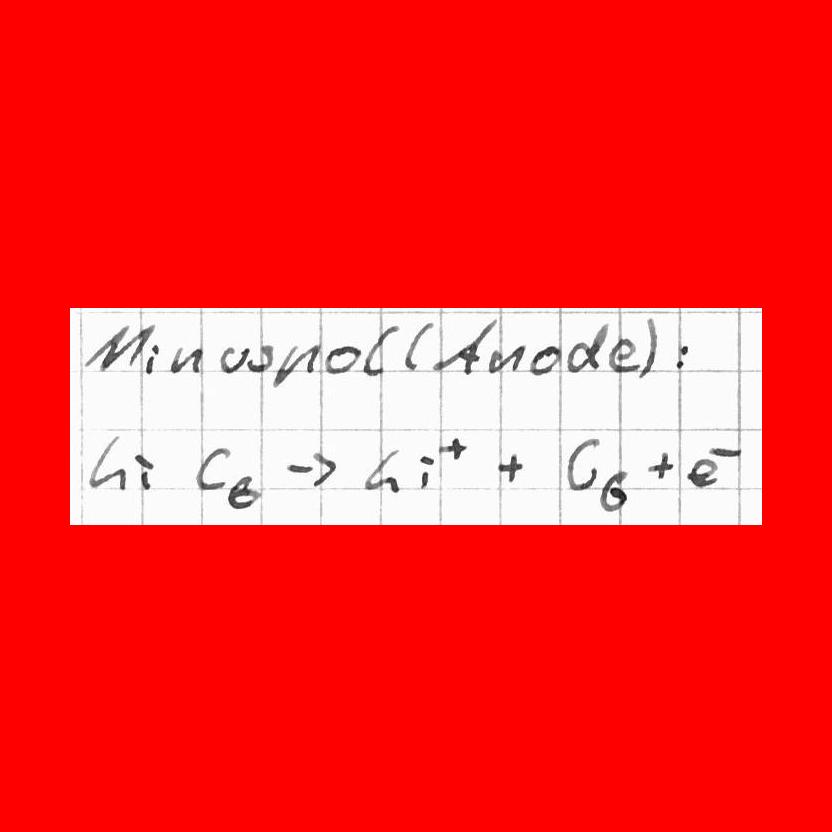 Minuspol (Anode):
Li C₆ → Li⁺ + C₆ + e⁻